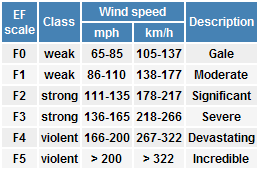 EF scale Class Wind speed Description
mph km/h
F0 weak 65-85 105-137 Gale
F1 weak 86-110 138-177 Moderate
F2 strong 111-135 178-217 Significant
F3 strong 136-165 218-266 Severe
F4 violent 166-200 267-322 Devastating
F5 violent > 200 > 322 Incredible